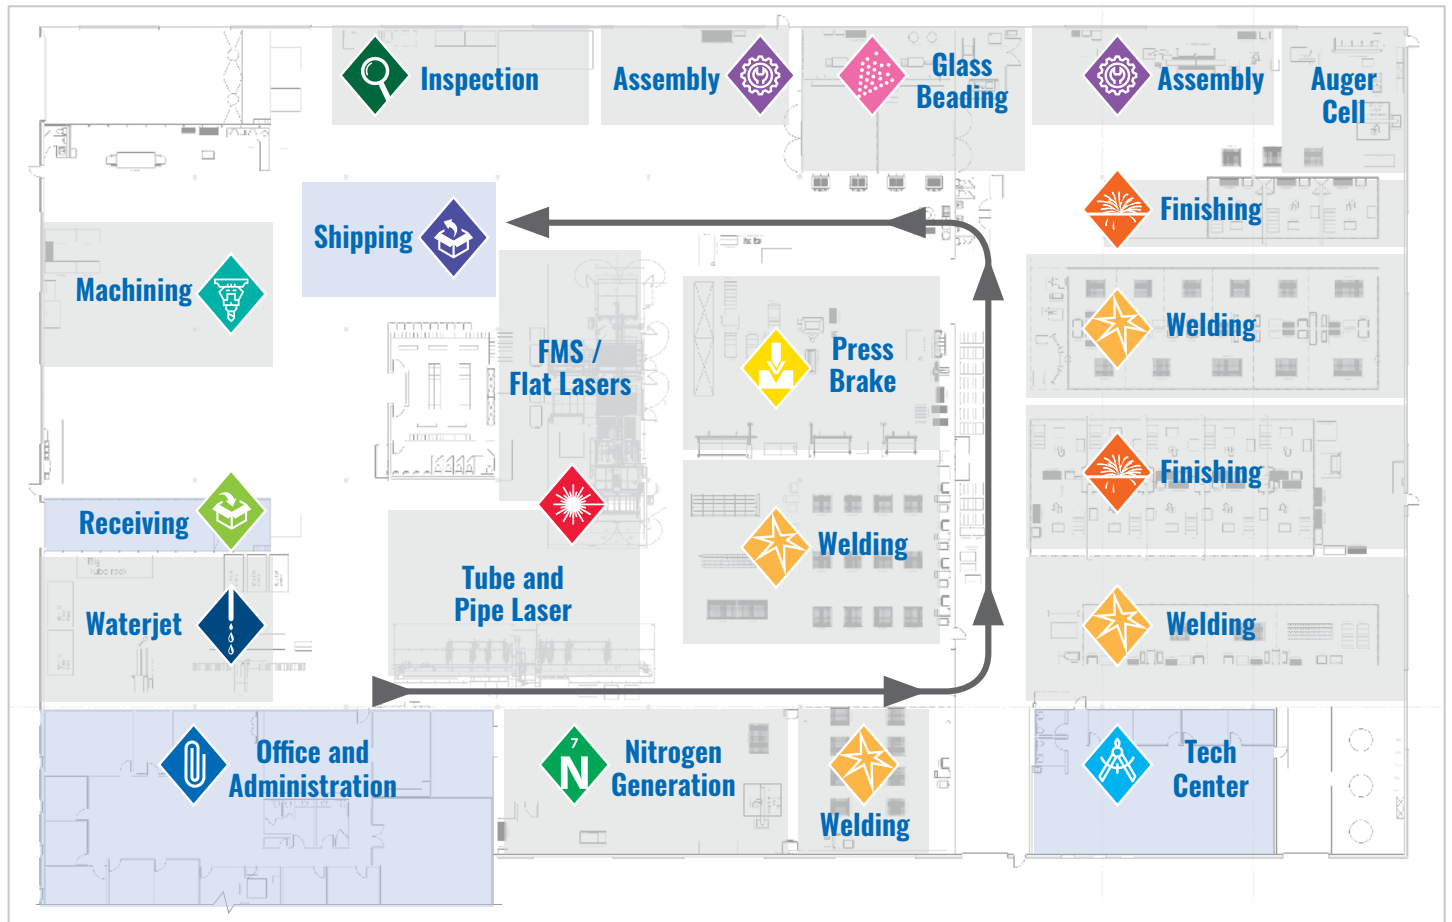 Inspection
Assembly
Glass
Beading
Assembly
Auger
Cell
Shipping
Finishing
Machining
Welding
FMS /
Flat Lasers
Press
Brake
Finishing
Receiving
Welding
Tube and
Pipe Laser
Waterjet
Welding
Office and
Administration
7
N
Nitrogen
Generation
Welding
Tech
Center